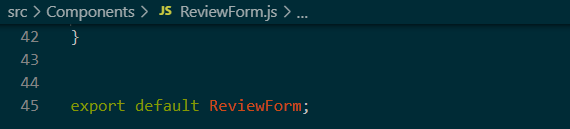 src > Components > JS ReviewForm.js > ...
42 }
43
44
45 export default ReviewForm;